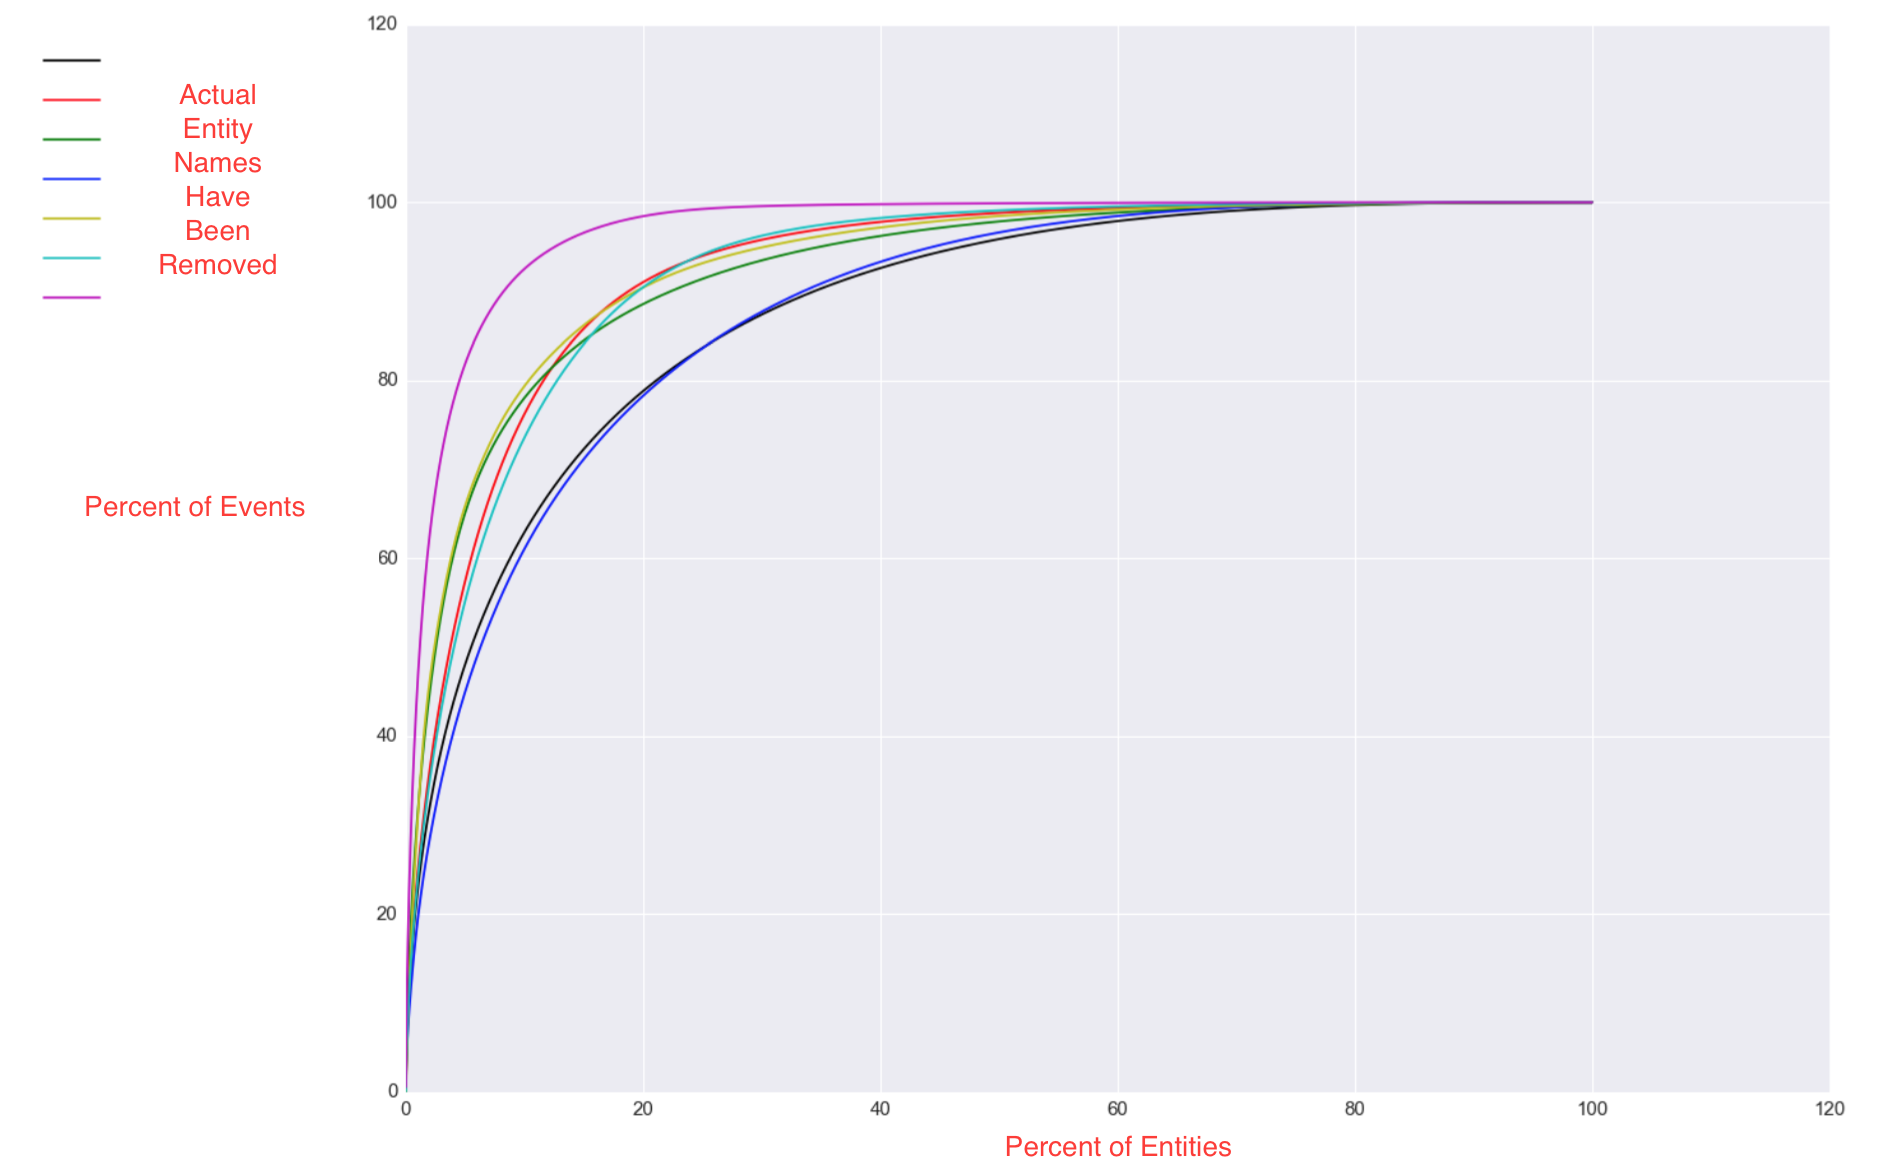 Actual
Entity
Names
Have
Been
Removed
Percent of Events
120
100
80
60
40
20
0
0 20 40 60 80 100 120
Percent of Entities